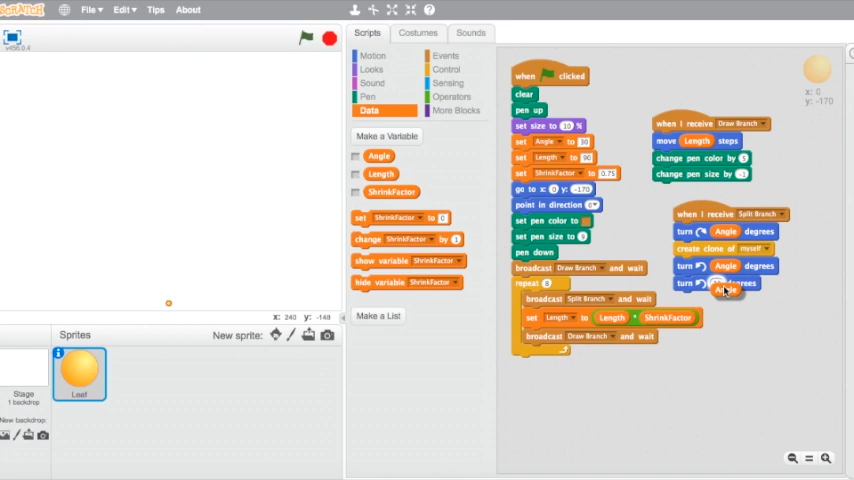 SCRATCH File Edit Tips About
v456.0.4
x: 240 y: -148
Sprites New sprite:
Stage
1 backdrop
New backdrop:
Leaf
Scripts Costumes Sounds
Motion Events
Looks Control
Sound Sensing
Pen Operators
Data More Blocks
Make a Variable
Angle
Length
ShrinkFactor
set ShrinkFactor to 0
change ShrinkFactor by 1
show variable ShrinkFactor
hide variable ShrinkFactor
Make a List
when clicked
clear
pen up
set size to 10 %
set Angle to 30
set Length to 90
set ShrinkFactor to 0.75
go to x: 0 y: -170
point in direction 0
set pen color to
set pen size to 9
pen down
broadcast Draw Branch and wait
repeat 8
broadcast Split Branch and wait
set Length to Length * ShrinkFactor
broadcast Draw Branch and wait
when I receive Draw Branch
move Length steps
change pen color by 5
change pen size by -1
when I receive Split Branch
turn Angle degrees
create clone of myself
turn Angle degrees
turn degrees
Angle
x: 0
y: -170